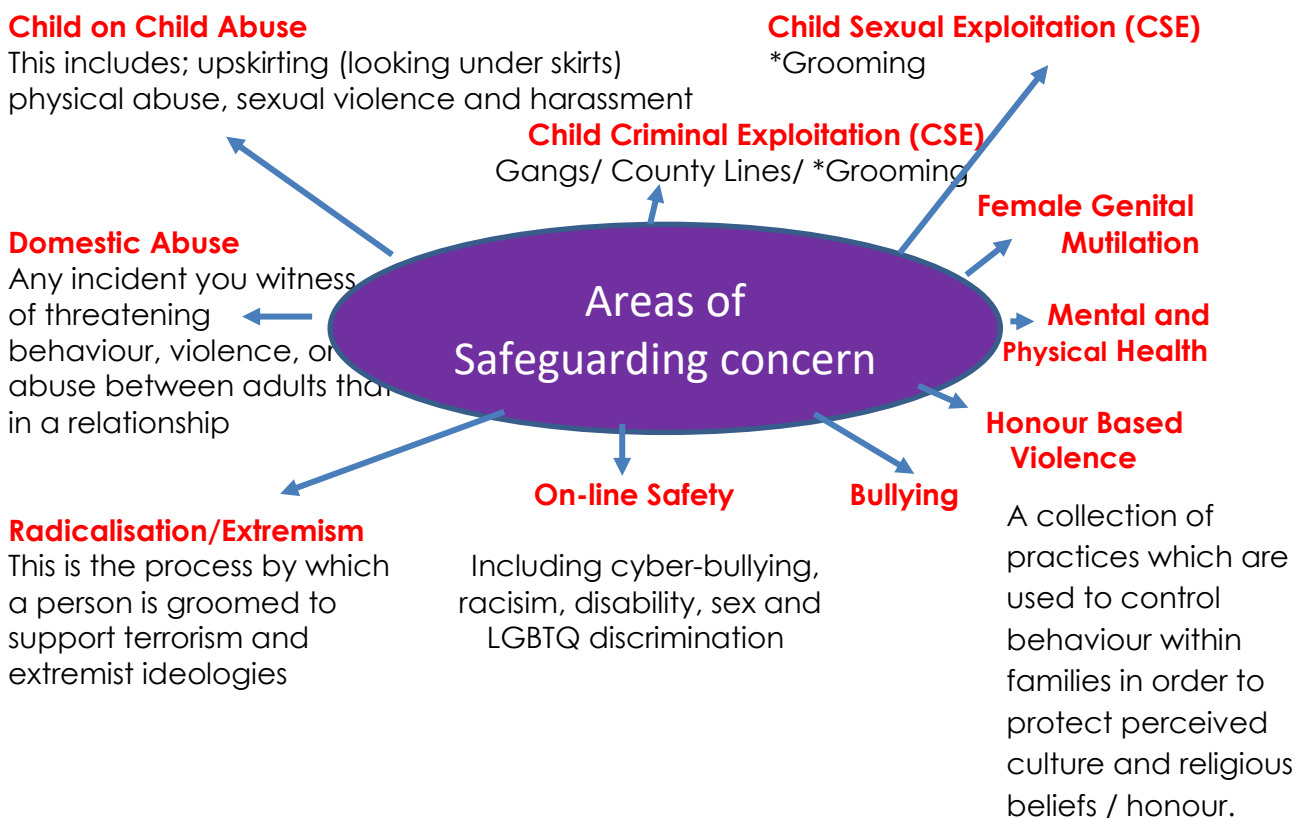 Child on Child Abuse
This includes; upskirting (looking under skirts)
physical abuse, sexual violence and harassment
Child Sexual Exploitation (CSE)
*Grooming
Child Criminal Exploitation (CSE)
Gangs/ County Lines/ *Grooming
Female Genital
Mutilation
Domestic Abuse
Any incident you witness
of threatening
behaviour, violence, or
abuse between adults that
in a relationship
Areas of
Safeguarding concern
Mental and
Physical Health
Honour Based
Violence
A collection of
practices which are
used to control
behaviour within
families in order to
protect perceived
culture and religious
beliefs / honour.
On-line Safety
Including cyber-bullying,
racisim, disability, sex and
LGBTQ discrimination
Bullying
Radicalisation/Extremism
This is the process by which
a person is groomed to
support terrorism and
extremist ideologies